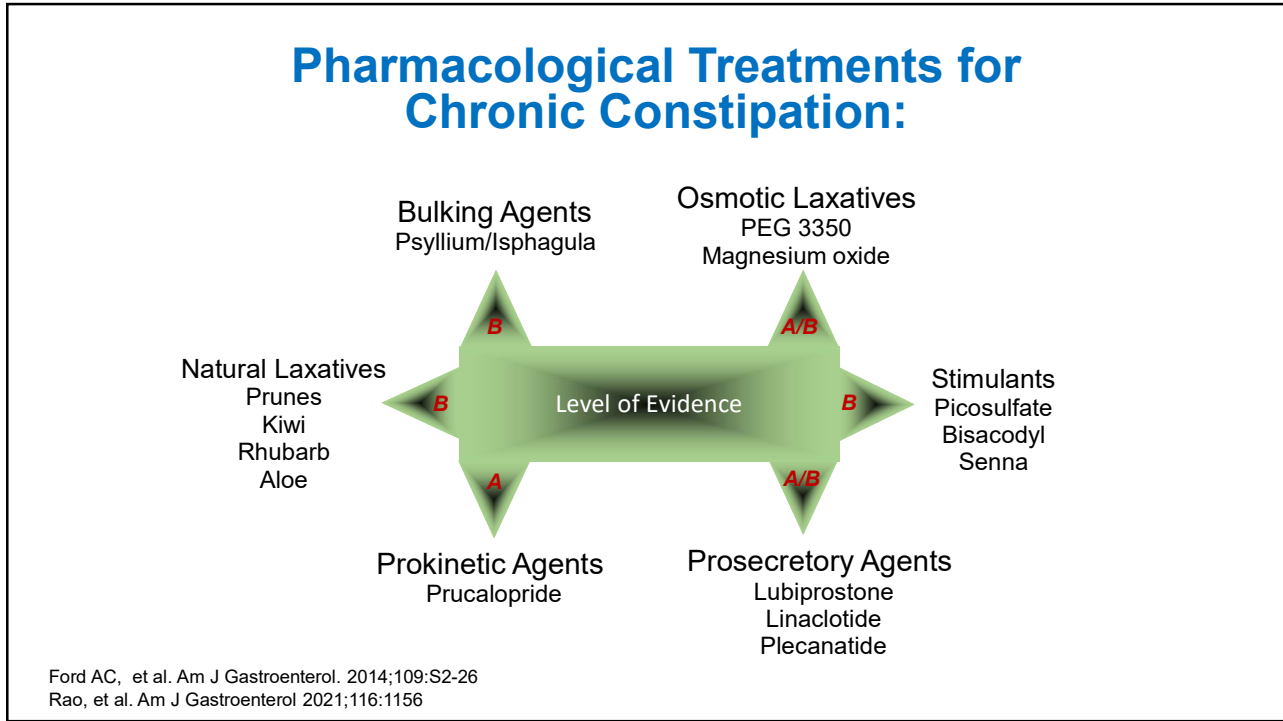 Pharmacological Treatments for
Chronic Constipation:
Bulking Agents
Psyllium/Isphagula
B
Osmotic Laxatives
PEG 3350
Magnesium oxide
A/B
Natural Laxatives
Prunes
Kiwi
Rhubarb
Aloe
B
Level of Evidence
B
Stimulants
Picosulfate
Bisacodyl
Senna
A
Prokinetic Agents
Prucalopride
A/B
Prosecretory Agents
Lubiprostone
Linaclotide
Plecanatide
Ford AC, et al. Am J Gastroenterol. 2014;109:S2-26
Rao, et al. Am J Gastroenterol 2021;116:1156